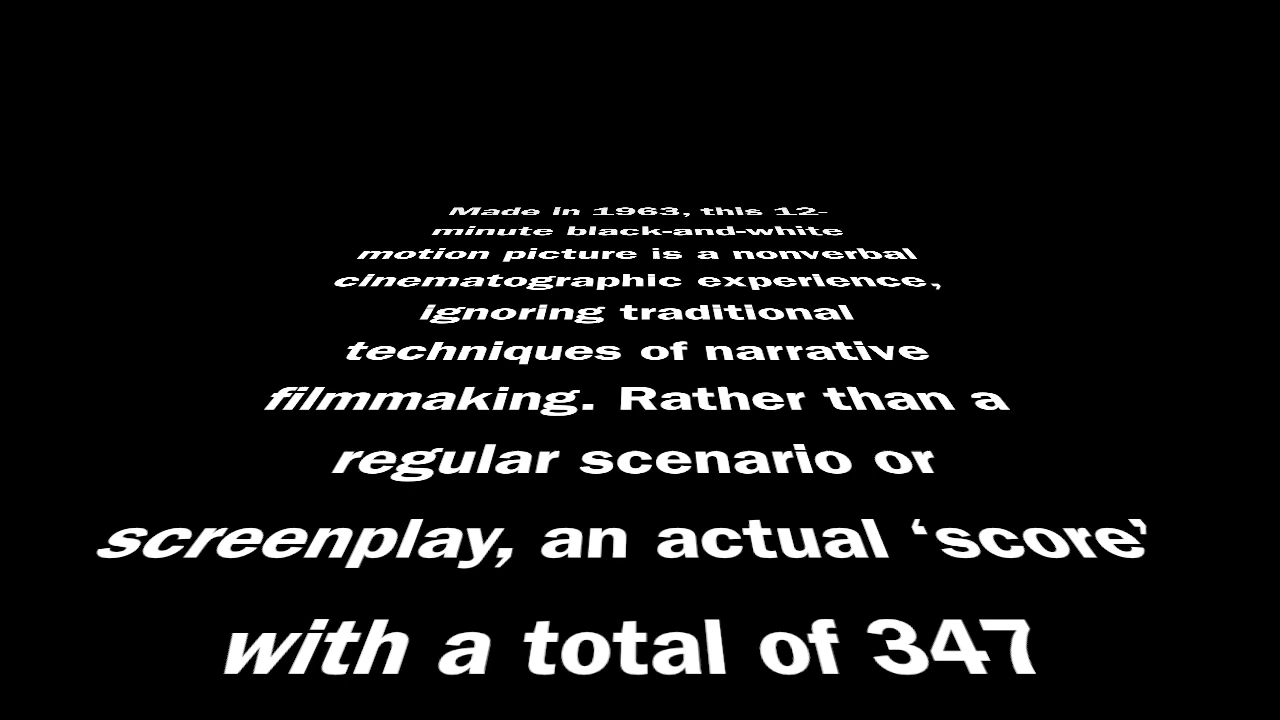 Made in 1963, this 12-
minute black-and-white
motion picture is a nonverbal
cinematographic experience,
ignoring traditional
techniques of narrative
filmmaking. Rather than a
regular scenario or
screenplay, an actual ‘score’
with a total of 347